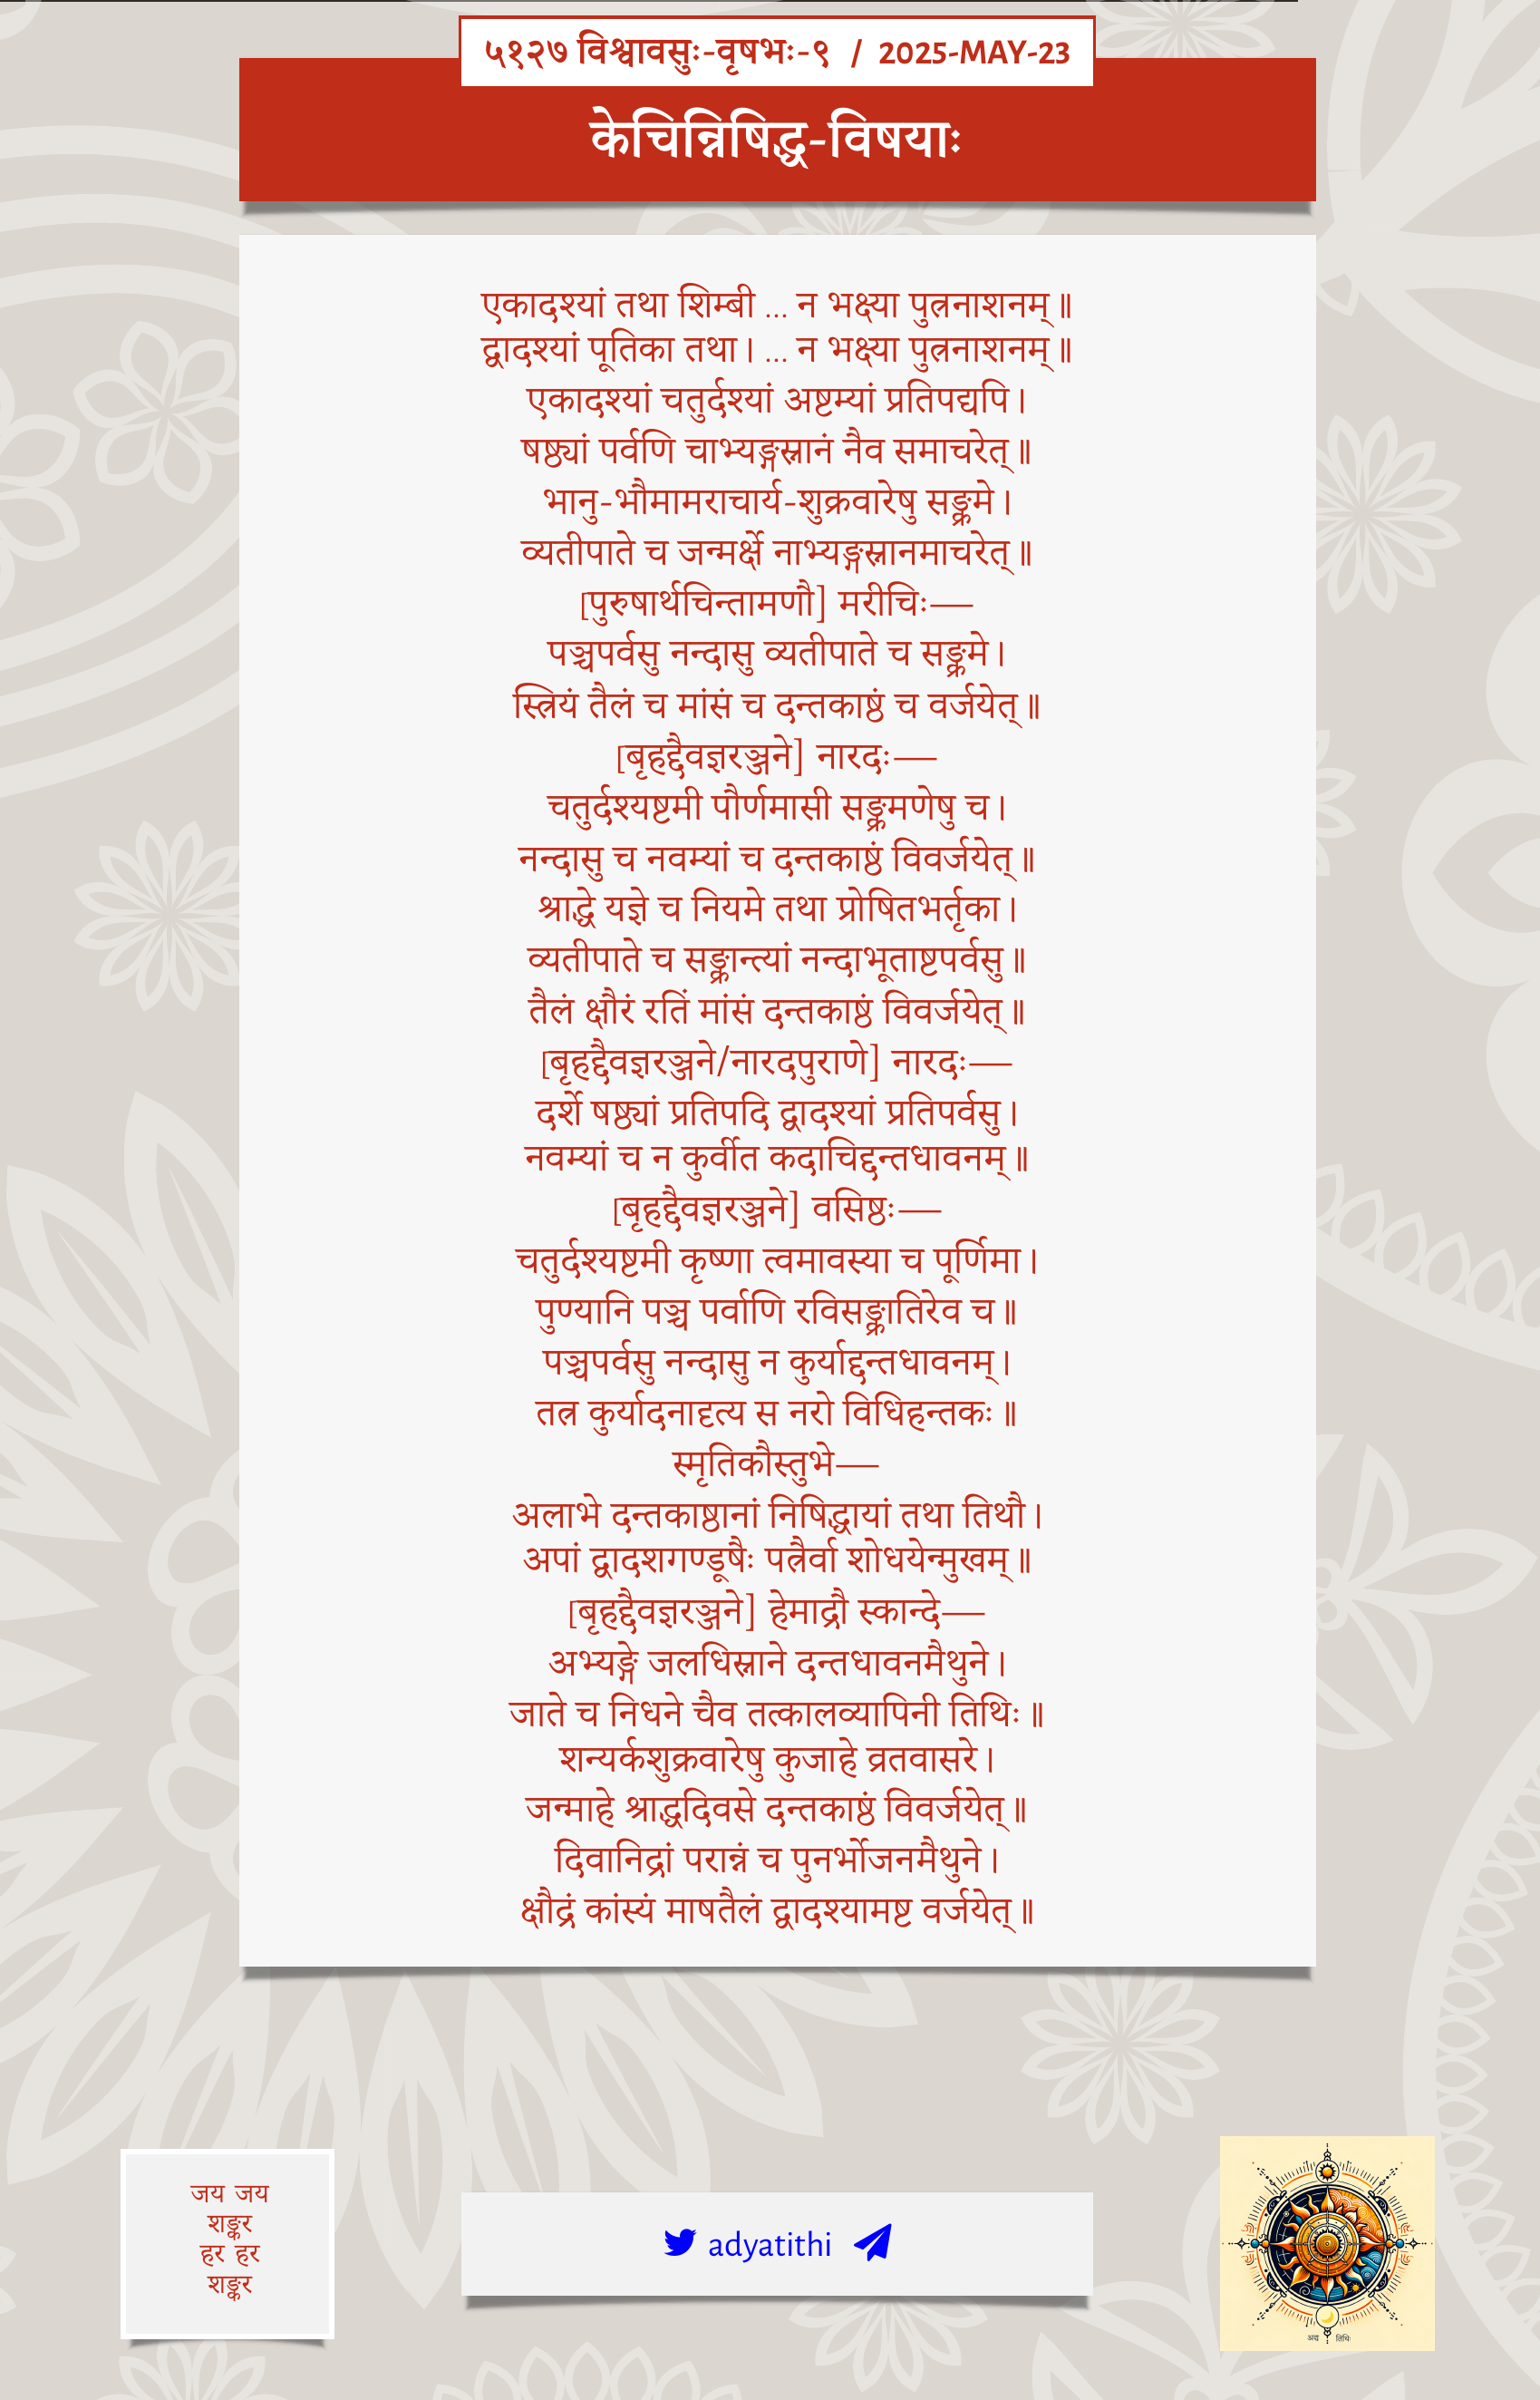 ५१२७ विश्वावसुः-वृषभः-९ / 2025-MAY-23
केचिन्निषिद्ध-विषयाः
एकादश्यां तथा शिम्बी ... न भक्ष्या पुत्रनाशनम्॥
द्वादश्यां पूतिका तथा। ... न भक्ष्या पुत्रनाशनम्॥
एकादश्यां चतुर्दश्यां अष्टम्यां प्रतिपद्यपि।
षष्ठ्यां पर्वणि चाभ्यङ्गस्नानं नैव समाचरेत्॥
भानु-भौमामराचार्य-शुक्रवारेषु सङ्क्रमे।
व्यतीपाते च जन्मर्क्षे नाभ्यङ्गस्नानमाचरेत्॥
[पुरुषार्थचिन्तामणौ] मरीचिः—
पञ्चपर्वसु नन्दासु व्यतीपाते च सङ्क्रमे।
स्त्रियं तैलं च मांसं च दन्तकाष्ठं च वर्जयेत्॥
[बृहद्दैवज्ञरञ्जने] नारदः—
चतुर्दश्यष्टमी पौर्णमासी सङ्क्रमणेषु च।
नन्दासु च नवम्यां च दन्तकाष्ठं विवर्जयेत्॥
श्राद्धे यज्ञे च नियमे तथा प्रोषितभर्तृका।
व्यतीपाते च सङ्क्रान्त्यां नन्दाभूताष्टपर्वसु॥
तैलं क्षौरं रतिं मांसं दन्तकाष्ठं विवर्जयेत्॥
[बृहद्दैवज्ञरञ्जने/नारदपुराणे] नारदः—
दर्शे षष्ठ्यां प्रतिपदि द्वादश्यां प्रतिपर्वसु।
नवम्यां च न कुर्वीत कदाचिद्दन्तधावनम्॥
[बृहद्दैवज्ञरञ्जने] वसिष्ठः—
चतुर्दश्यष्टमी कृष्णा त्वमावस्या च पूर्णिमा।
पुण्यानि पञ्च पर्वाणि रविसङ्क्रातिरेव च॥
पञ्चपर्वसु नन्दासु न कुर्याद्दन्तधावनम्।
तत्र कुर्यादनादृत्य स नरो विधिहन्तकः॥
स्मृतिकौस्तुभे—
अलाभे दन्तकाष्ठानां निषिद्धायां तथा तिथौ।
अपां द्वादशगण्डूषैः पत्रैर्वा शोधयेन्मुखम्॥
[बृहद्दैवज्ञरञ्जने] हेमाद्रौ स्कान्दे—
अभ्यङ्गे जलधिस्नाने दन्तधावनमैथुने।
जाते च निधने चैव तत्कालव्यापिनी तिथिः॥
शन्यर्कशुक्रवारेषु कुजाहे व्रतवासरे।
जन्माहे श्राद्धदिवसे दन्तकाष्ठं विवर्जयेत्॥
दिवानिद्रां परान्नं च पुनर्भोजनमैथुने।
क्षौद्रं कांस्यं माषतैलं द्वादश्यामष्ट वर्जयेत्॥
जय जय
शङ्कर
हर हर
शङ्कर
adyatithi
अद्य तिथिः